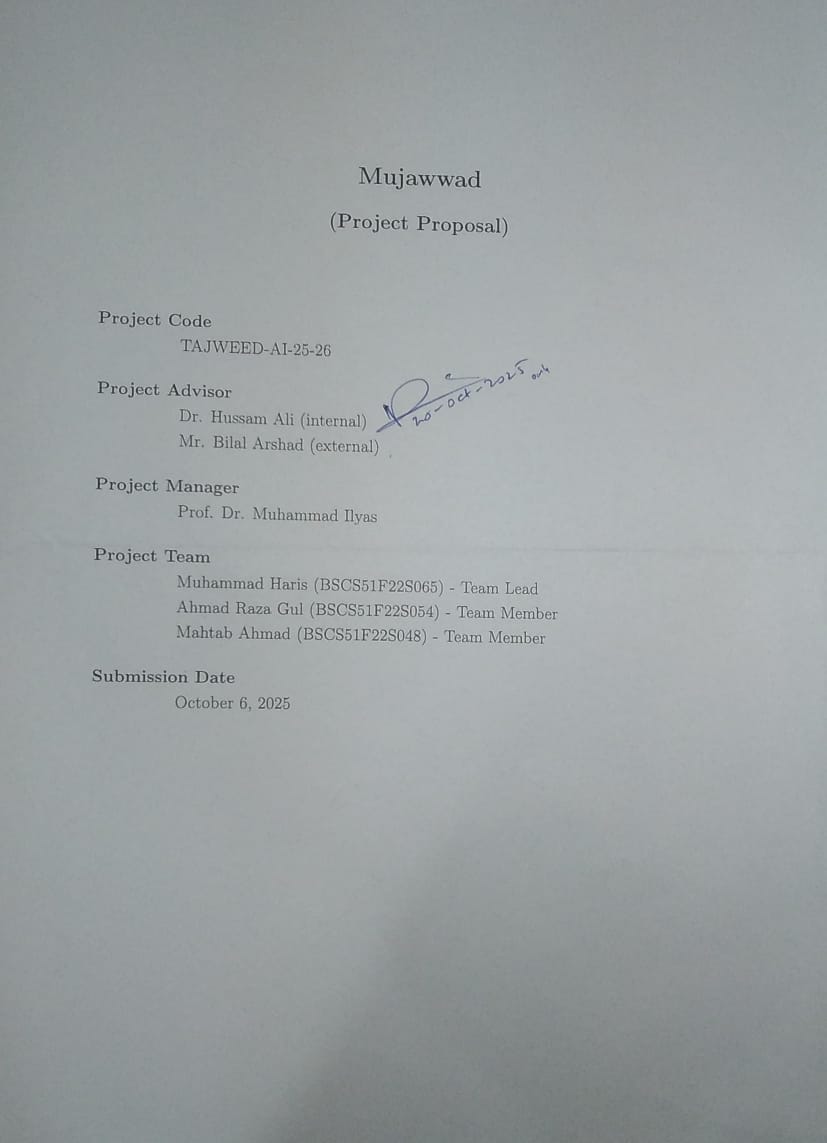 Mujawwad
(Project Proposal)
Project Code
TAJWEED-AI-25-26
Project Advisor
Dr. Hussam Ali (internal)
20-Oct-2025
Mr. Bilal Arshad (external)
Project Manager
Prof. Dr. Muhammad Ilyas
Project Team
Muhammad Haris (BSCS51F22S065) - Team Lead
Ahmad Raza Gul (BSCS51F22S054) - Team Member
Mahtab Ahmad (BSCS51F22S048) - Team Member
Submission Date
October 6, 2025